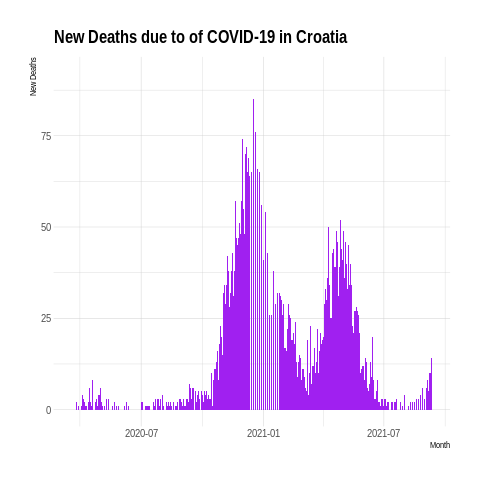 New Deaths due to of COVID-19 in Croatia
New Deaths
75
50
25
0
2020-07
2021-01
2021-07
Month